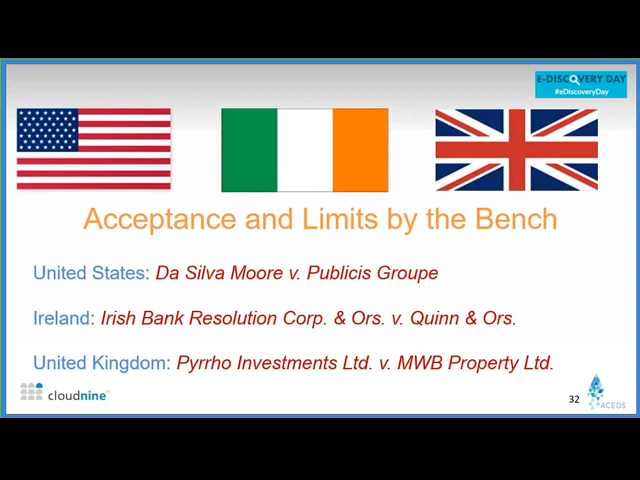 E-DISCOVERY DAY
#eDiscoveryDay
Acceptance and Limits by the Bench
United States: Da Silva Moore v. Publicis Groupe
Ireland: Irish Bank Resolution Corp. & Ors. v. Quinn & Ors.
United Kingdom: Pyrrho Investments Ltd. v. MWB Property Ltd.
cloudnine
32
ACEDS